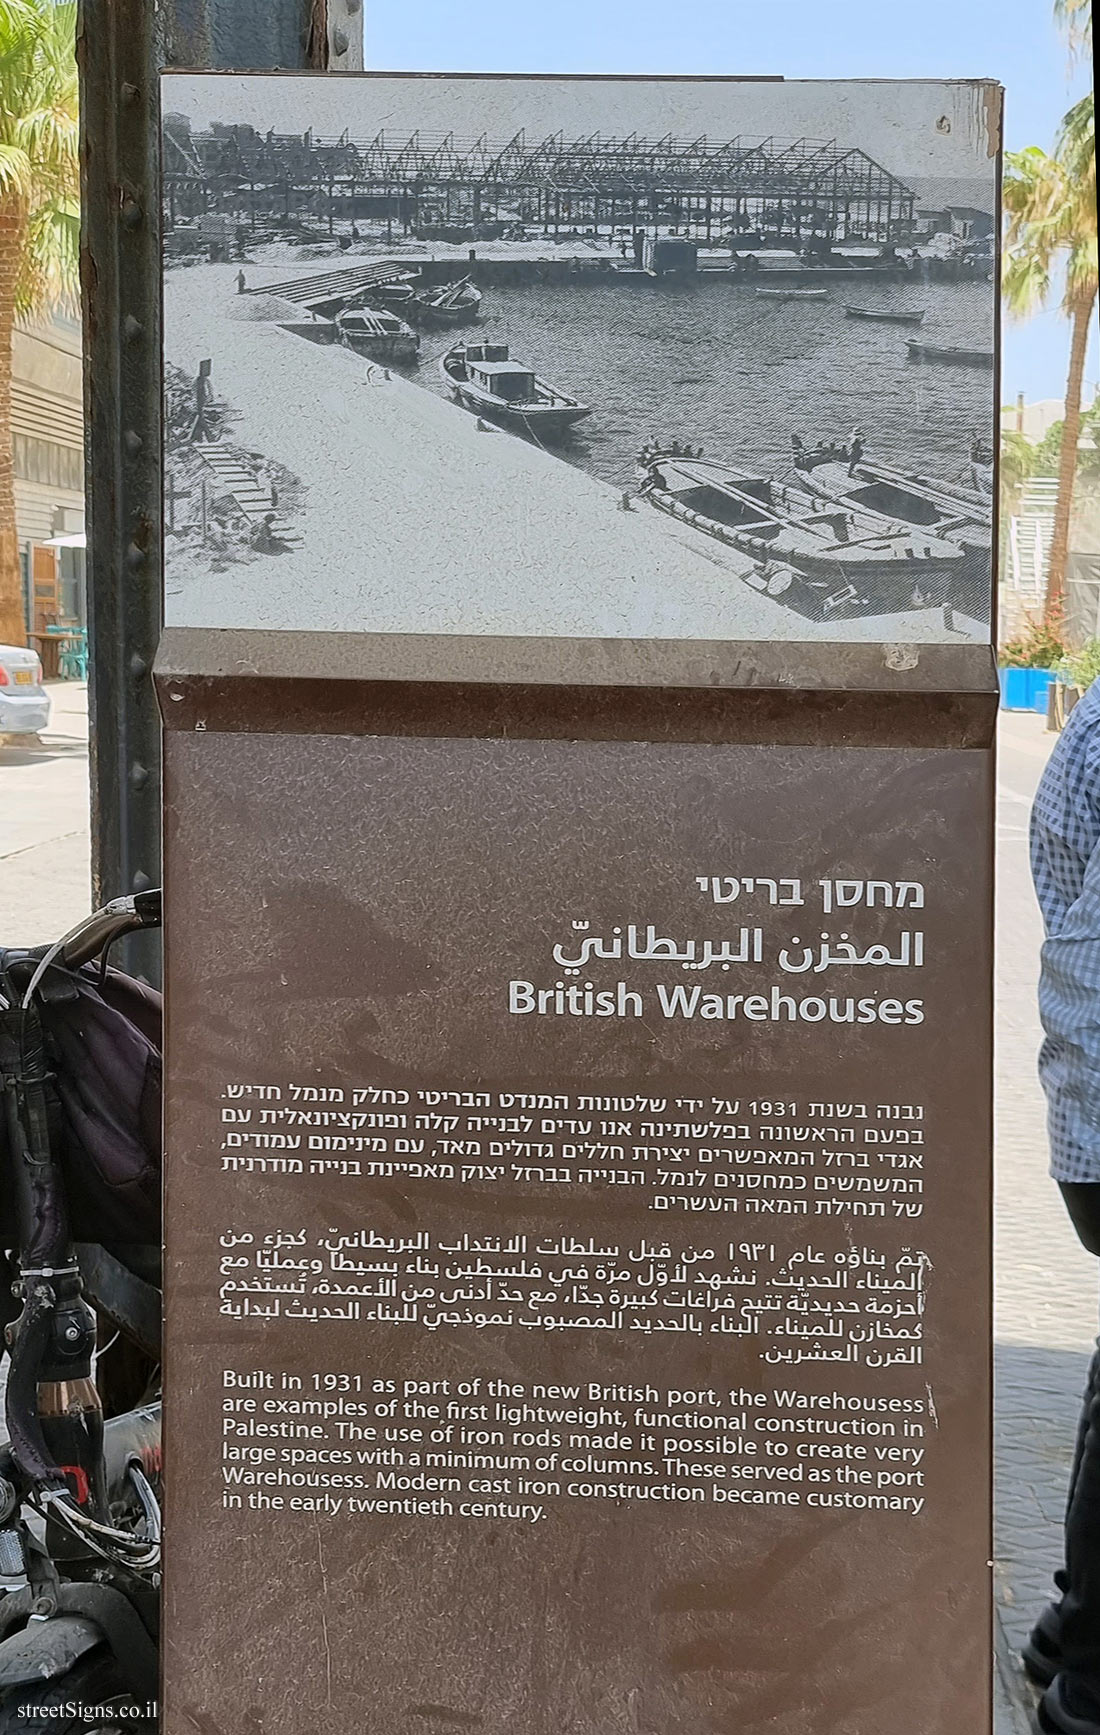 מחסן בריטי
المخزن البريطانيّ
British Warehouses
נבנה בשנת 1931 על ידי שלטונות המנדט הבריטי כחלק מנמל חדיש.
בפעם הראשונה בפלשתינה אנו עדים לבנייה קלה ופונקציונאלית עם
אגדי ברזל המאפשרים יצירת חללים גדולים מאד, עם מינימום עמודים,
המשמשים כמחסנים לנמל. הבנייה בברזל יצוק מאפיינת בנייה מודרנית
של תחילת המאה העשרים.
تمّ بناؤه عام ١٩٣١ من قبل سلطات الانتداب البريطانيّ، كجزء من
الميناء الحديث. نشهد لأوّل مرّة في فلسطين بناء بسيطًا وعمليًّا مع
أحزمة حديديّة تتيح فراغات كبيرة جدًّا، مع حدّ أدنى من الأعمدة، تُستخدم
كمخازن للميناء. البناء بالحديد المصبوب نموذجيّ للبناء الحديث لبداية
القرن العشرين.
Built in 1931 as part of the new British port, the Warehousess
are examples of the first lightweight, functional construction in
Palestine. The use of iron rods made it possible to create very
large spaces with a minimum of columns. These served as the port
Warehousess. Modern cast iron construction became customary
in the early twentieth century.
streetSigns.co.il